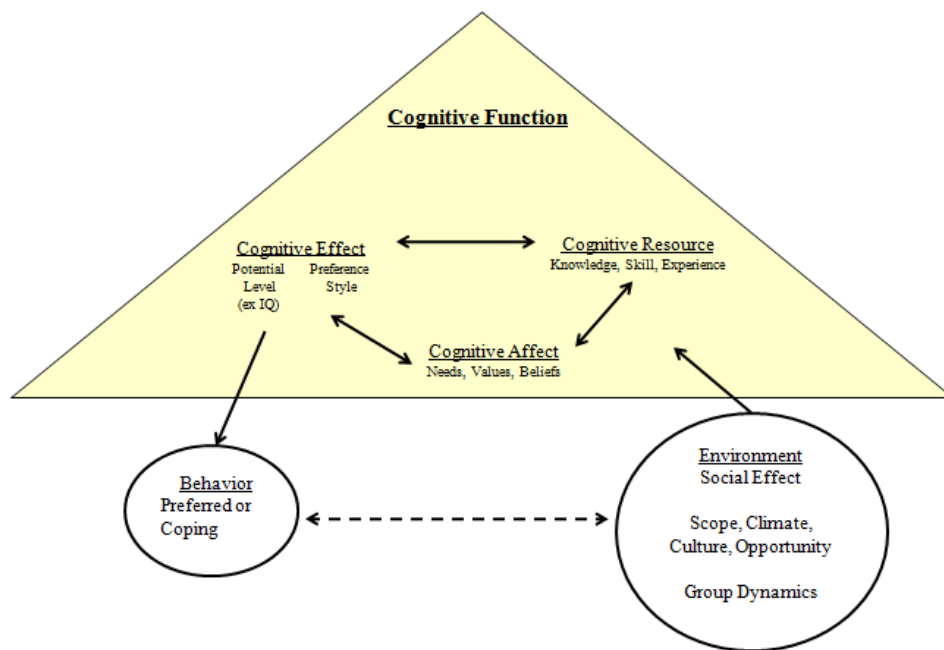 Cognitive Function
Cognitive Effect
Potential Preference
Level Style
(ex IQ)
Cognitive Resource
Knowledge, Skill, Experience
Cognitive Affect
Needs, Values, Beliefs
Behavior
Preferred or
Coping
Environment
Social Effect
Scope, Climate,
Culture, Opportunity
Group Dynamics